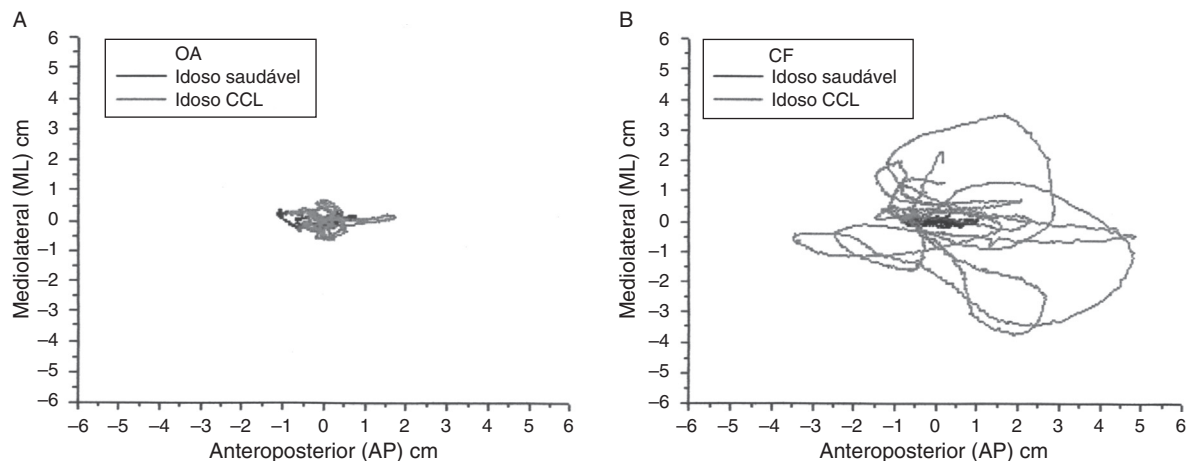 A
OA
Idoso saudável
Idoso CCL
6
5
4
3
2
1
0
–1
–2
–3
–4
–5
–6
Mediolateral (ML) cm
–6 –5 –4 –3 –2 –1 0 1 2 3 4 5 6
Anteroposterior (AP) cm
B
CF
Idoso saudável
Idoso CCL
6
5
4
3
2
1
0
–1
–2
–3
–4
–5
–6
Mediolateral (ML) cm
–6 –5 –4 –3 –2 –1 0 1 2 3 4 5 6
Anteroposterior (AP) cm